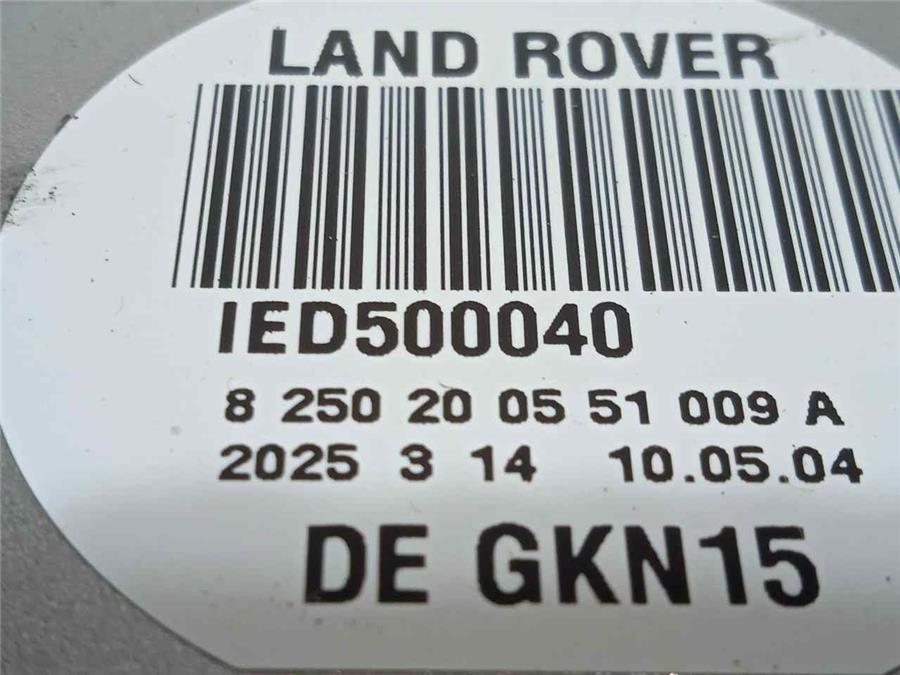 LAND ROVER
IED500040
8 250 20 05 51 009 A
2025 3 14 10.05.04
DE GKN15